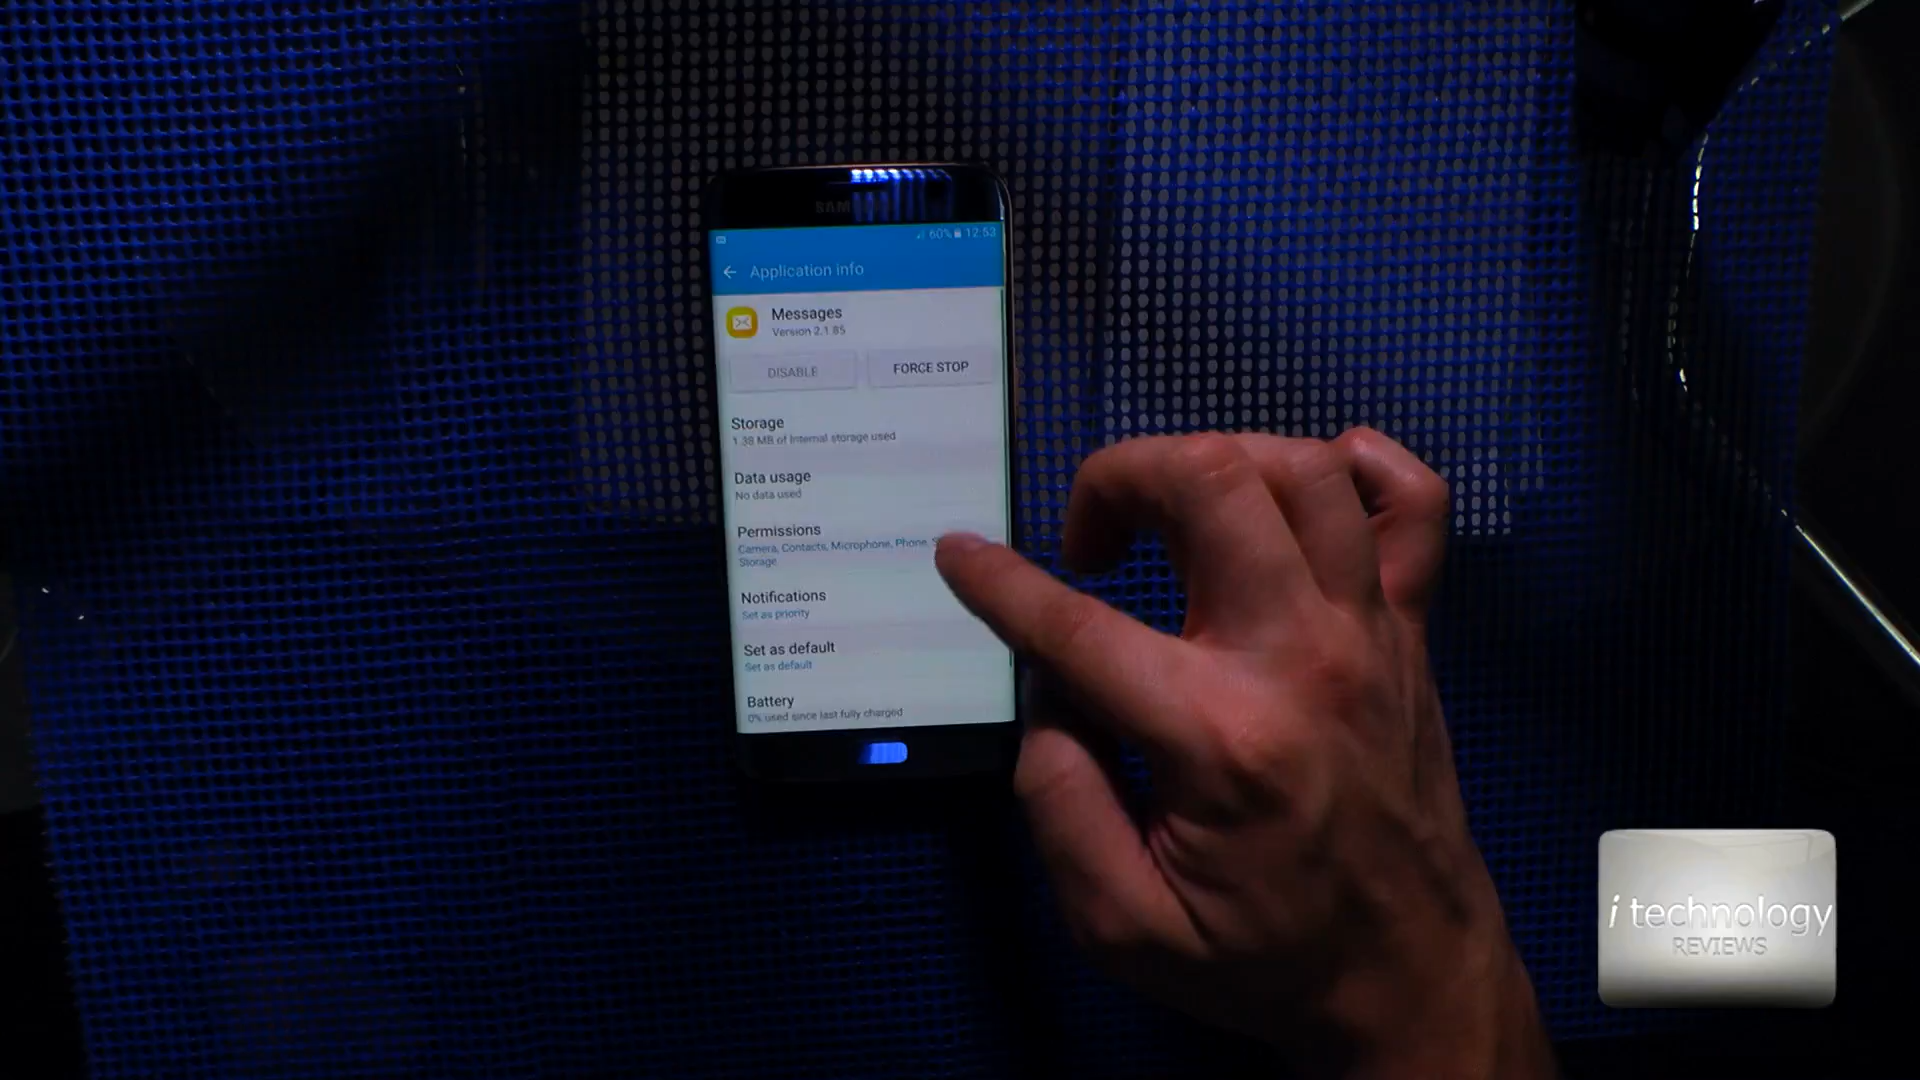 SAM
60% 12:53
Application info
Messages
Version 2.1.85
DISABLE
FORCE STOP
Storage
1.38 MB of Internal storage used
Data usage
No data used
Permissions
Camera, Contacts, Microphone, Phone, S
Storage
Notifications
Set as priority
Set as default
Set as default
Battery
0% used since last fully charged
i technology
REVIEWS